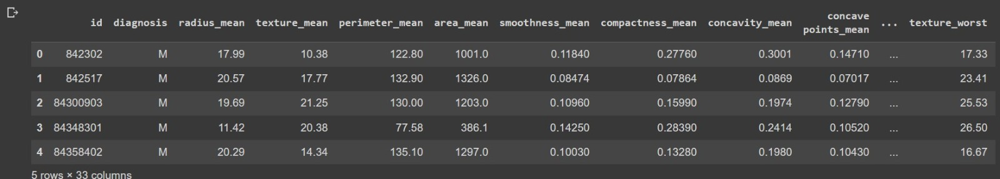 id diagnosis radius_mean texture_mean perimeter_mean area_mean smoothness_mean compactness_mean concavity_mean concave points_mean ... texture_worst
0 842302 M 17.99 10.38 122.80 1001.0 0.11840 0.27760 0.3001 0.14710 ... 17.33
1 842517 M 20.57 17.77 132.90 1326.0 0.08474 0.07864 0.0869 0.07017 ... 23.41
2 84300903 M 19.69 21.25 130.00 1203.0 0.10960 0.15990 0.1974 0.12790 ... 25.53
3 84348301 M 11.42 20.38 77.58 386.1 0.14250 0.28390 0.2414 0.10520 ... 26.50
4 84358402 M 20.29 14.34 135.10 1297.0 0.10030 0.13280 0.1980 0.10430 ... 16.67
5 rows × 33 columns